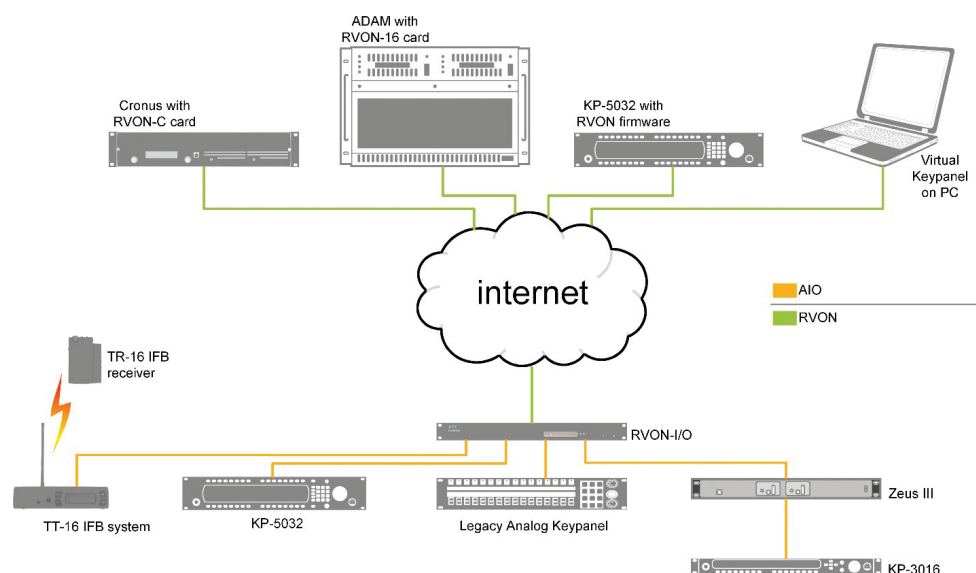 ADAM with
RVON-16 card
Cronus with
RVON-C card
KP-5032 with
RVON firmware
Virtual
Keypanel
on PC
internet
AIO
RVON
TR-16 IFB
receiver
RVON-I/O
TT-16 IFB system
KP-5032
Legacy Analog Keypanel
Zeus III
KP-3016